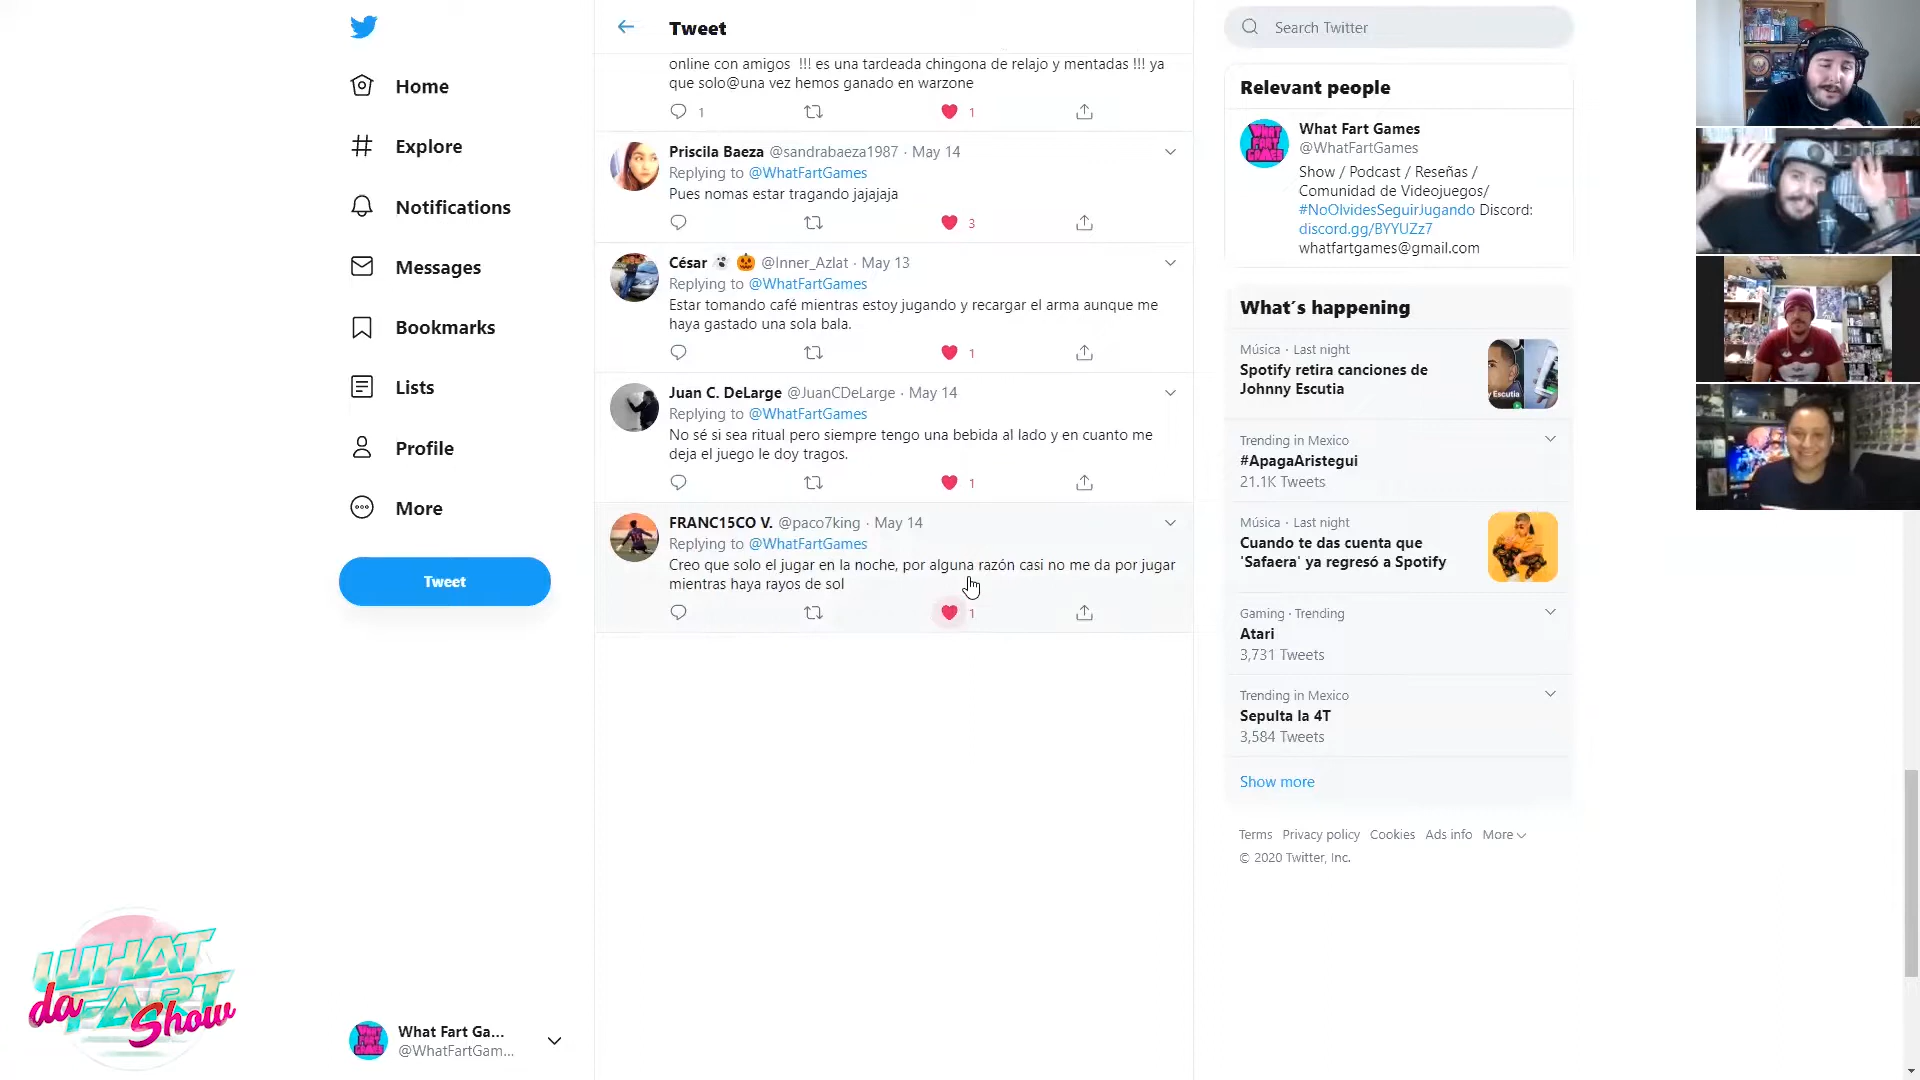 Home
Explore
Notifications
Messages
Bookmarks
Lists
Profile
More
Tweet
What Fart Ga...
@WhatFartGam...
WHAT
da FART
Show
Tweet
online con amigos !!! es una tardeada chingona de relajo y mentadas !!! ya
que solo@una vez hemos ganado en warzone
1
1
Priscila Baeza @sandrabaeza1987 · May 14
Replying to @WhatFartGames
Pues nomas estar tragando jajajaja
3
César @Inner_Azlat · May 13
Replying to @WhatFartGames
Estar tomando café mientras estoy jugando y recargar el arma aunque me
haya gastado una sola bala.
1
Juan C. DeLarge @JuanCDeLarge · May 14
Replying to @WhatFartGames
No sé si sea ritual pero siempre tengo una bebida al lado y en cuanto me
deja el juego le doy tragos.
1
FRANC15CO V. @paco7king · May 14
Replying to @WhatFartGames
Creo que solo el jugar en la noche, por alguna razón casi no me da por jugar
mientras haya rayos de sol
1
Search Twitter
Relevant people
WHAT
FART
GAMES
What Fart Games
@WhatFartGames
Show / Podcast / Reseñas /
Comunidad de Videojuegos/
#NoOlvidesSeguirJugando Discord:
discord.gg/BYYUZz7
whatfartgames@gmail.com
What's happening
Música · Last night
Spotify retira canciones de
Johnny Escutia
Trending in Mexico
#ApagaAristegui
21.1K Tweets
Música · Last night
Cuando te das cuenta que
'Safaera' ya regresó a Spotify
Gaming · Trending
Atari
3,731 Tweets
Trending in Mexico
Sepulta la 4T
3,584 Tweets
Show more
Terms Privacy policy Cookies Ads info More
© 2020 Twitter, Inc.